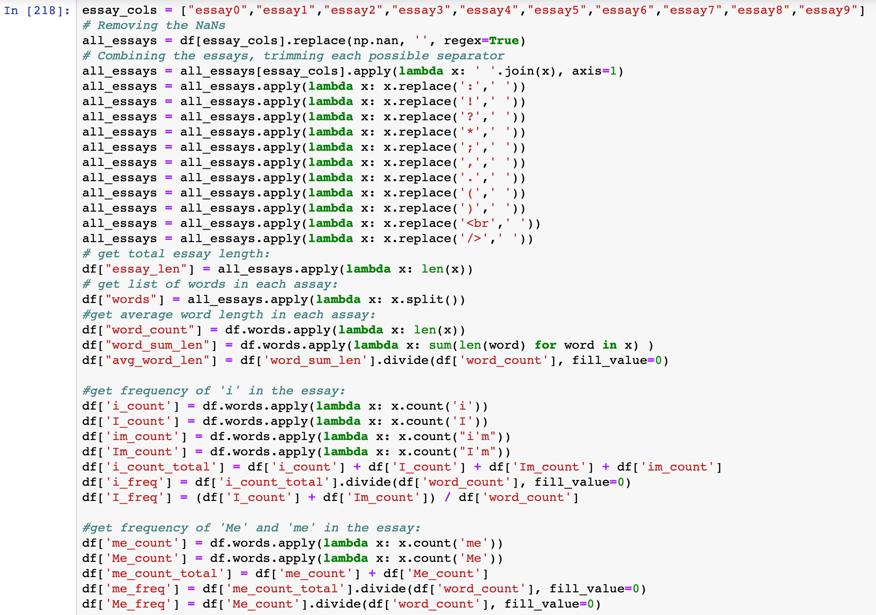 In [218]: essay_cols = ["essay0","essay1","essay2","essay3","essay4","essay5","essay6","essay7","essay8","essay9"]
# Removing the NaNs
all_essays = df[essay_cols].replace(np.nan, '', regex=True)
# Combining the essays, trimming each possible separator
all_essays = all_essays[essay_cols].apply(lambda x: ' '.join(x), axis=1)
all_essays = all_essays.apply(lambda x: x.replace(':',' '))
all_essays = all_essays.apply(lambda x: x.replace('!',' '))
all_essays = all_essays.apply(lambda x: x.replace('?',' '))
all_essays = all_essays.apply(lambda x: x.replace('*',' '))
all_essays = all_essays.apply(lambda x: x.replace(';',' '))
all_essays = all_essays.apply(lambda x: x.replace(',',' '))
all_essays = all_essays.apply(lambda x: x.replace('.',' '))
all_essays = all_essays.apply(lambda x: x.replace('(',' '))
all_essays = all_essays.apply(lambda x: x.replace(')',' '))
all_essays = all_essays.apply(lambda x: x.replace('<br',' '))
all_essays = all_essays.apply(lambda x: x.replace('/>',' '))
# get total essay length:
df["essay_len"] = all_essays.apply(lambda x: len(x))
# get list of words in each assay:
df["words"] = all_essays.apply(lambda x: x.split())
#get average word length in each assay:
df["word_count"] = df.words.apply(lambda x: len(x))
df["word_sum_len"] = df.words.apply(lambda x: sum(len(word) for word in x) )
df["avg_word_len"] = df['word_sum_len'].divide(df['word_count'], fill_value=0)
#get frequency of 'i' in the essay:
df['i_count'] = df.words.apply(lambda x: x.count('i'))
df['I_count'] = df.words.apply(lambda x: x.count('I'))
df['im_count'] = df.words.apply(lambda x: x.count("i'm"))
df['Im_count'] = df.words.apply(lambda x: x.count("I'm"))
df['i_count_total'] = df['i_count'] + df['I_count'] + df['Im_count'] + df['im_count']
df['i_freq'] = df['i_count_total'].divide(df['word_count'], fill_value=0)
df['I_freq'] = (df['I_count'] + df['Im_count']) / df['word_count']
#get frequency of 'Me' and 'me' in the essay:
df['me_count'] = df.words.apply(lambda x: x.count('me'))
df['Me_count'] = df.words.apply(lambda x: x.count('Me'))
df['me_count_total'] = df['me_count'] + df['Me_count']
df['me_freq'] = df['me_count_total'].divide(df['word_count'], fill_value=0)
df['Me_freq'] = df['Me_count'].divide(df['word_count'], fill_value=0)